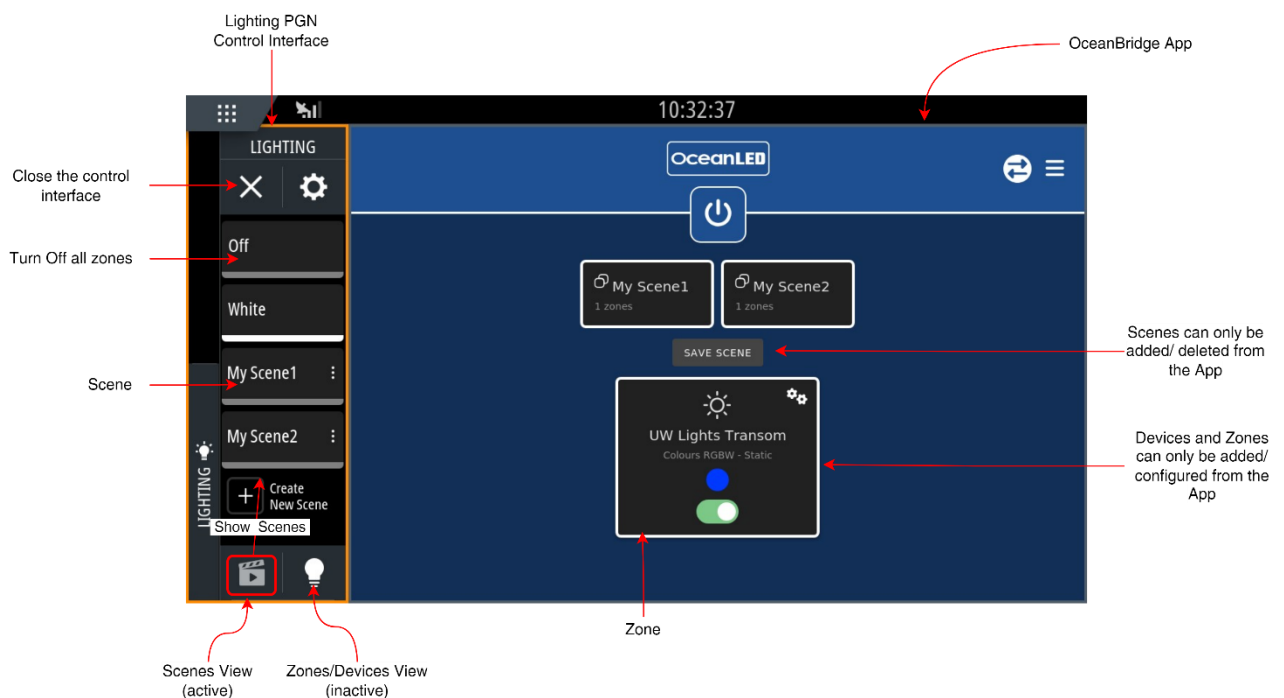 Lighting PGN
Control Interface
OceanBridge App
10:32:37
LIGHTING
OceanLED
Close the control
interface
Off
Turn Off all zones
White
My Scene1
1 zones
My Scene2
1 zones
SAVE SCENE
Scenes can only be
added/ deleted from
the App
Scene
My Scene1
My Scene2
UW Lights Transom
Colours RGBW - Static
Devices and Zones
can only be added/
configured from the
App
LIGHTING
Create
New Scene
Show Scenes
Zone
Scenes View
(active)
Zones/Devices View
(inactive)